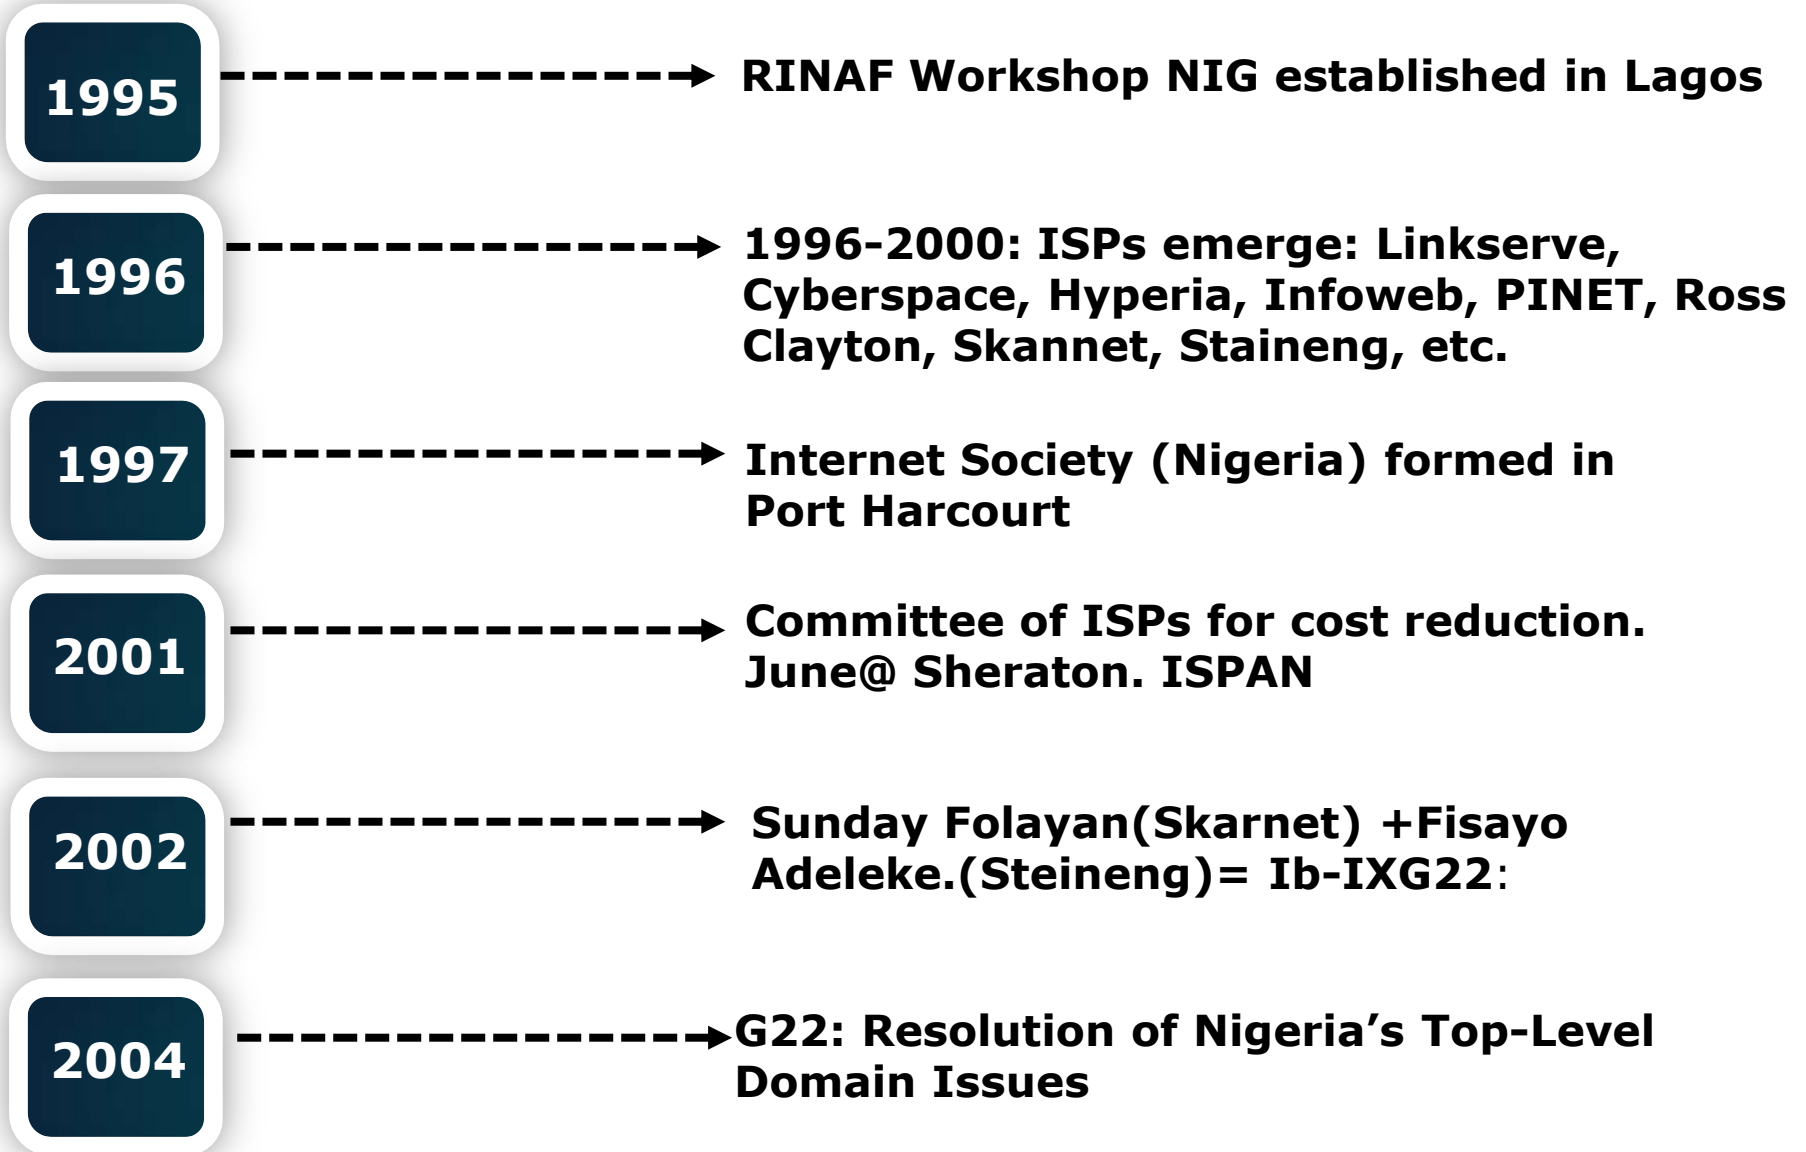 1995
RINAF Workshop NIG established in Lagos
1996
1996-2000: ISPs emerge: Linkserve,
Cyberspace, Hyperia, Infoweb, PINET, Ross
Clayton, Skannet, Staineng, etc.
1997
Internet Society (Nigeria) formed in
Port Harcourt
2001
Committee of ISPs for cost reduction.
June@ Sheraton. ISPAN
2002
Sunday Folayan(Skarnet) +Fisayo
Adeleke.(Steineng)= Ib-IXG22:
2004
G22: Resolution of Nigeria’s Top-Level
Domain Issues